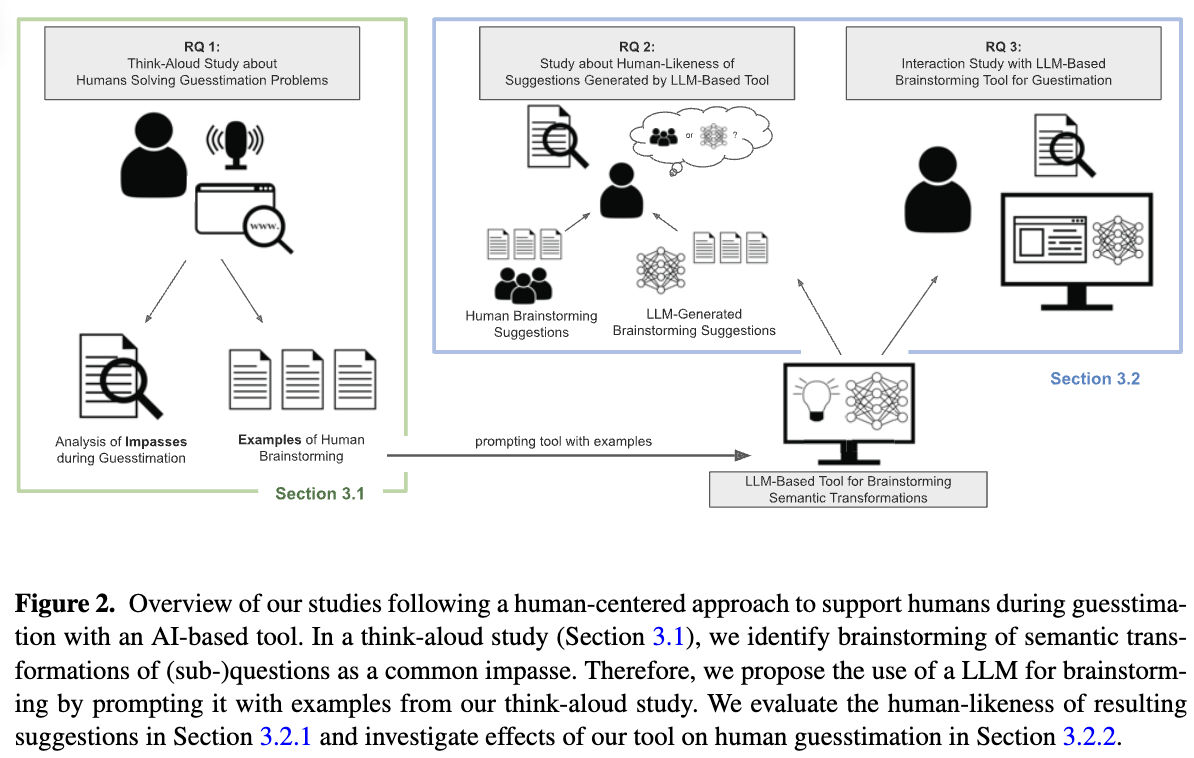 RQ 1:
Think-Aloud Study about
Humans Solving Guesstimation Problems
www.
Analysis of Impasses
during Guesstimation
Examples of Human
Brainstorming
Section 3.1
RQ 2:
Study about Human-Likeness of
Suggestions Generated by LLM-Based Tool
or ?
Human Brainstorming
Suggestions
LLM-Generated
Brainstorming Suggestions
RQ 3:
Interaction Study with LLM-Based
Brainstorming Tool for Guestimation
Section 3.2
prompting tool with examples
LLM-Based Tool for Brainstorming
Semantic Transformations
Figure 2. Overview of our studies following a human-centered approach to support humans during guesstima-
tion with an AI-based tool. In a think-aloud study (Section 3.1), we identify brainstorming of semantic trans-
formations of (sub-)questions as a common impasse. Therefore, we propose the use of a LLM for brainstorm-
ing by prompting it with examples from our think-aloud study. We evaluate the human-likeness of resulting
suggestions in Section 3.2.1 and investigate effects of our tool on human guesstimation in Section 3.2.2.